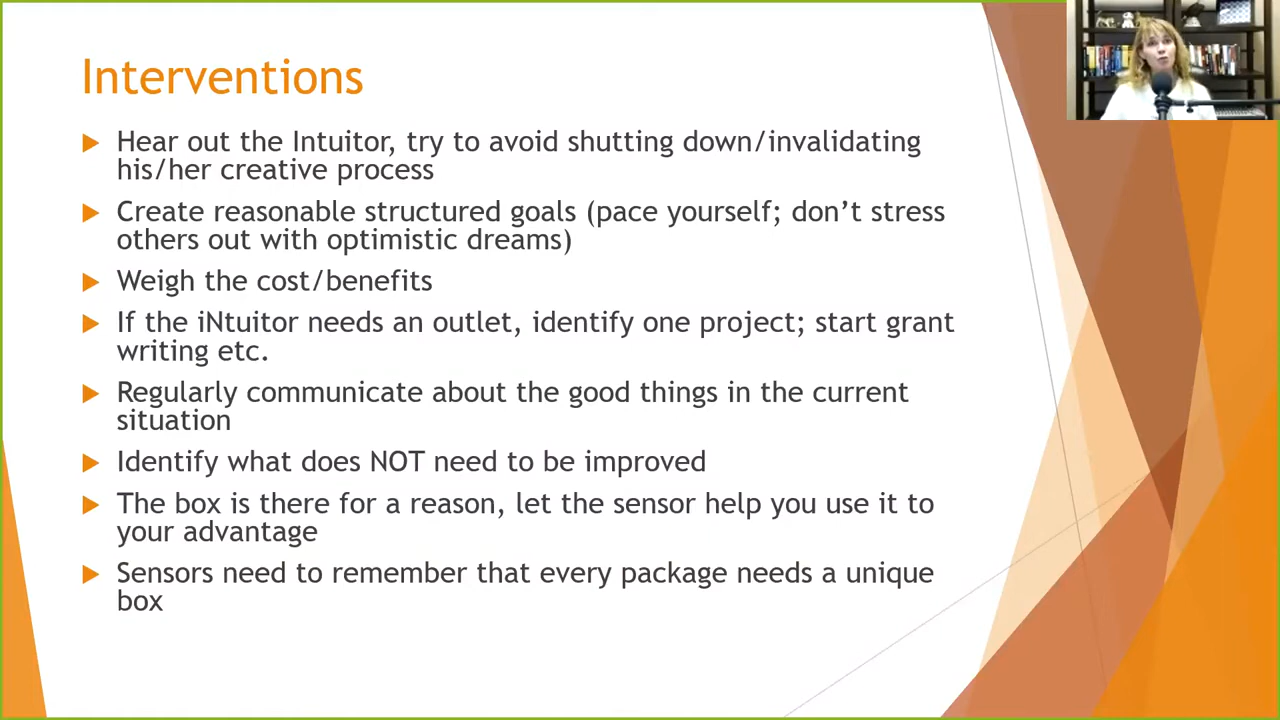 Interventions
Hear out the Intuitor, try to avoid shutting down/invalidating
his/her creative process
Create reasonable structured goals (pace yourself; don’t stress
others out with optimistic dreams)
Weigh the cost/benefits
If the iNtuitor needs an outlet, identify one project; start grant
writing etc.
Regularly communicate about the good things in the current
situation
Identify what does NOT need to be improved
The box is there for a reason, let the sensor help you use it to
your advantage
Sensors need to remember that every package needs a unique
box